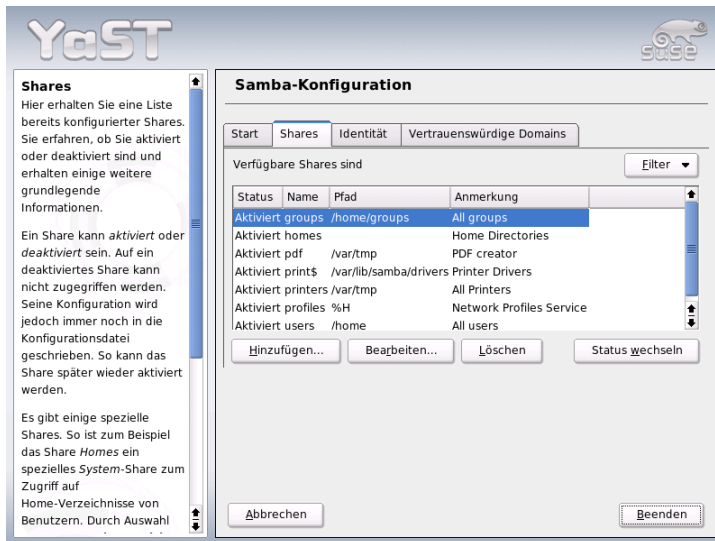 YaST
SUSE
Shares
Hier erhalten Sie eine Liste
bereits konfigurierter Shares.
Sie erfahren, ob Sie aktiviert
oder deaktiviert sind und
erhalten einige weitere
grundlegende
Informationen.
Ein Share kann aktiviert oder
deaktiviert sein. Auf ein
deaktiviertes Share kann
nicht zugegriffen werden.
Seine Konfiguration wird
jedoch immer noch in die
Konfigurationsdatei
geschrieben. So kann das
Share später wieder aktiviert
werden.
Es gibt einige spezielle
Shares. So ist zum Beispiel
das Share Homes ein
spezielles System-Share zum
Zugriff auf
Home-Verzeichnisse von
Benutzern. Durch Auswahl
Samba-Konfiguration
Start Shares Identität Vertrauenswürdige Domains
Verfügbare Shares sind Filter
Status Name Pfad Anmerkung
Aktiviert groups /home/groups All groups
Aktiviert homes Home Directories
Aktiviert pdf /var/tmp PDF creator
Aktiviert print$ /var/lib/samba/drivers Printer Drivers
Aktiviert printers /var/tmp All Printers
Aktiviert profiles %H Network Profiles Service
Aktiviert users /home All users
Hinzufügen... Bearbeiten... Löschen Status wechseln
Abbrechen Beenden